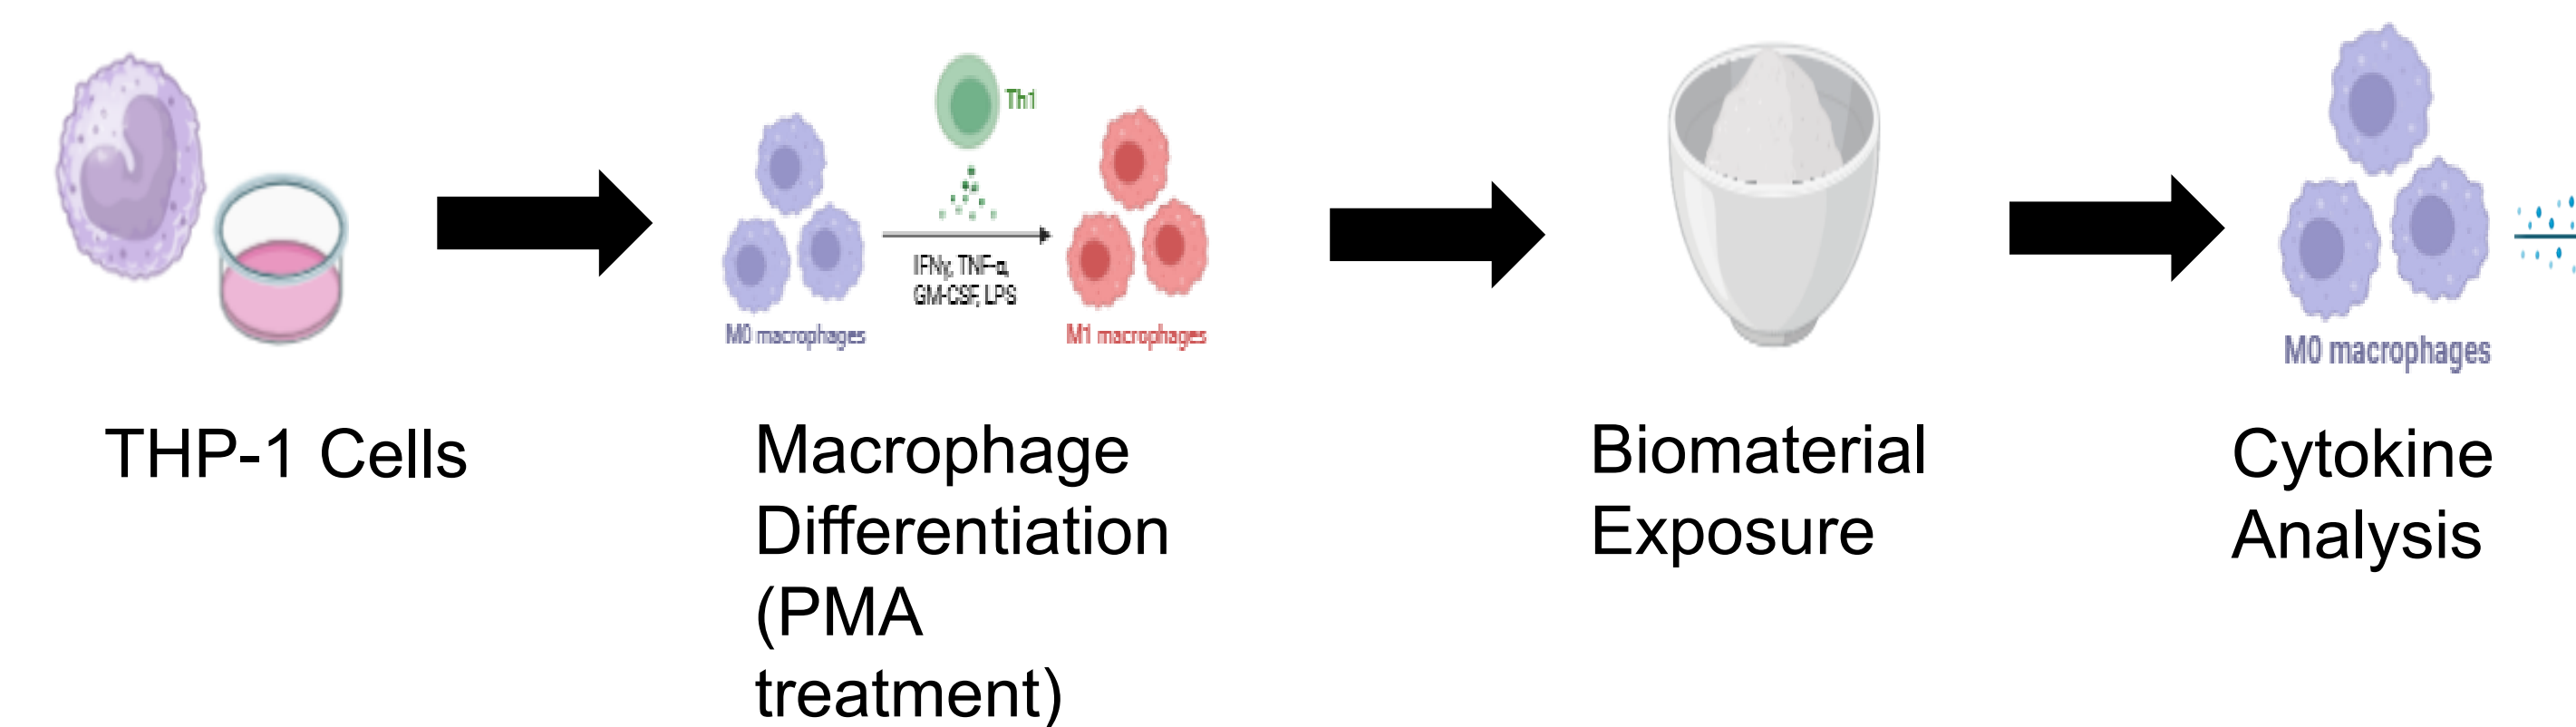 THP-1 Cells
Th1
IFNγ, TNF-α,
GM-CSF, LPS
M0 macrophages
M1 macrophages
Macrophage
Differentiation
(PMA
treatment)
Biomaterial
Exposure
M0 macrophages
Cytokine
Analysis